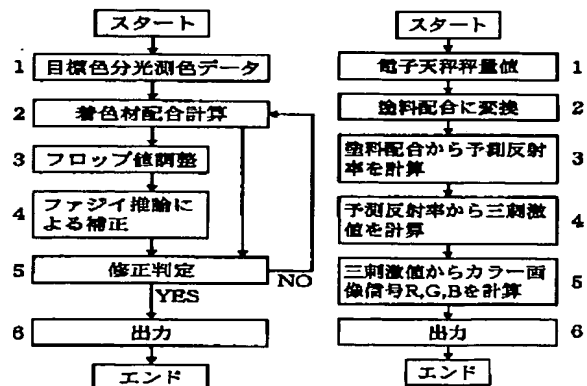 スタート
1 目標色分光測色データ
2 着色材配合計算
3 フロップ値調整
4 ファジイ推論に
よる補正
5 修正判定
NO
YES
6 出力
エンド
スタート
電子天秤秤量値 1
塗料配合に変換 2
塗料配合から予測反射
率を計算 3
予測反射率から三刺激
値を計算 4
三刺激値からカラー画
像信号R,G,Bを計算 5
出力 6
エンド